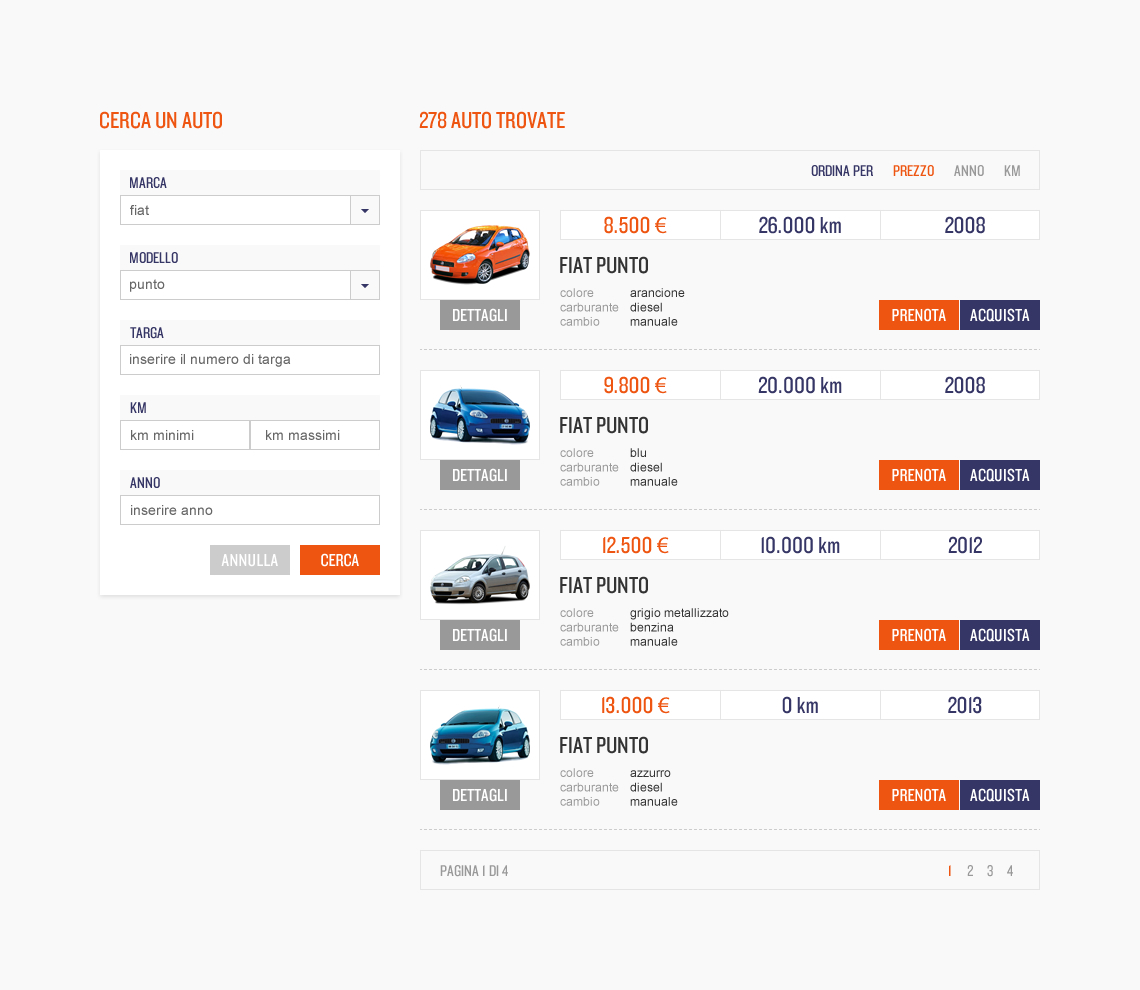 CERCA UN AUTO
MARCA
fiat
MODELLO
punto
TARGA
inserire il numero di targa
KM
km minimi km massimi
ANNO
inserire anno
ANNULLA CERCA
278 AUTO TROVATE
ORDINA PER PREZZO ANNO KM
8.500 € 26.000 km 2008
FIAT PUNTO
colore arancione
carburante diesel
cambio manuale
DETTAGLI PRENOTA ACQUISTA
9.800 € 20.000 km 2008
FIAT PUNTO
colore blu
carburante diesel
cambio manuale
DETTAGLI PRENOTA ACQUISTA
12.500 € 10.000 km 2012
FIAT PUNTO
colore grigio metallizzato
carburante benzina
cambio manuale
DETTAGLI PRENOTA ACQUISTA
13.000 € 0 km 2013
FIAT PUNTO
colore azzurro
carburante diesel
cambio manuale
DETTAGLI PRENOTA ACQUISTA
PAGINA 1 DI 4 1 2 3 4